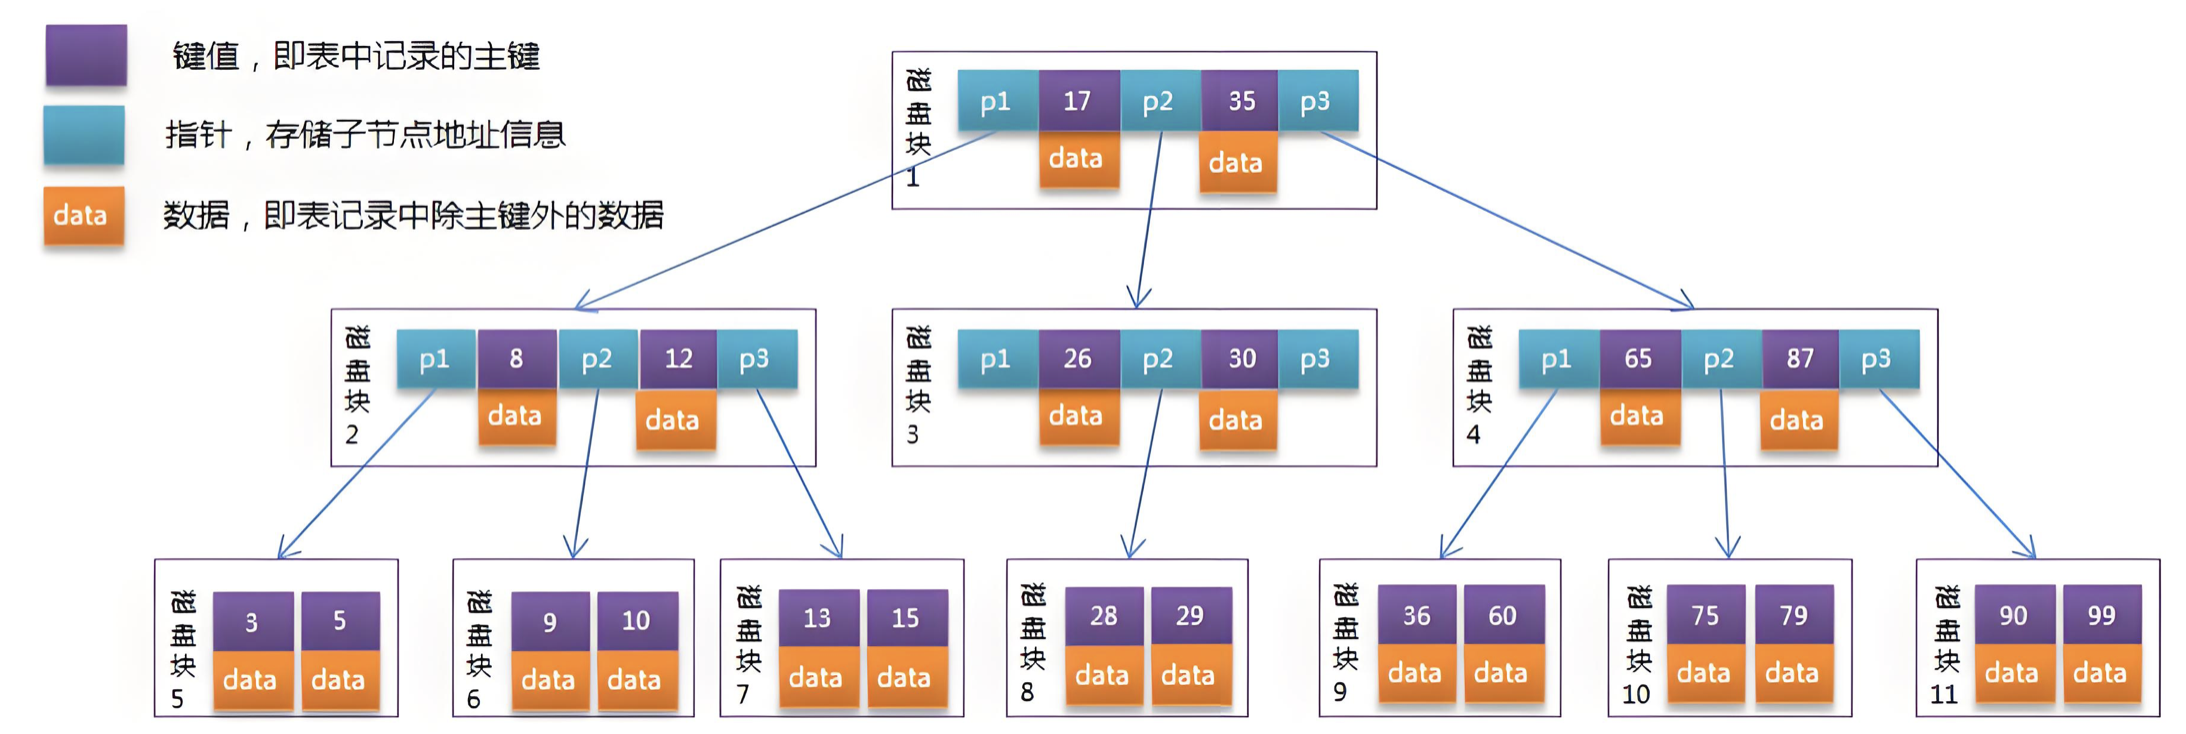 键值，即表中记录的主键
指针，存储子节点地址信息
data 数据，即表记录中除主键外的数据
磁盘块1
p1 17 p2 35 p3
data data
磁盘块2
p1 8 p2 12 p3
data data
磁盘块3
p1 26 p2 30 p3
data data
磁盘块4
p1 65 p2 87 p3
data data
磁盘块5
3 5
data data
磁盘块6
9 10
data data
磁盘块7
13 15
data data
磁盘块8
28 29
data data
磁盘块9
36 60
data data
磁盘块10
75 79
data data
磁盘块11
90 99
data data